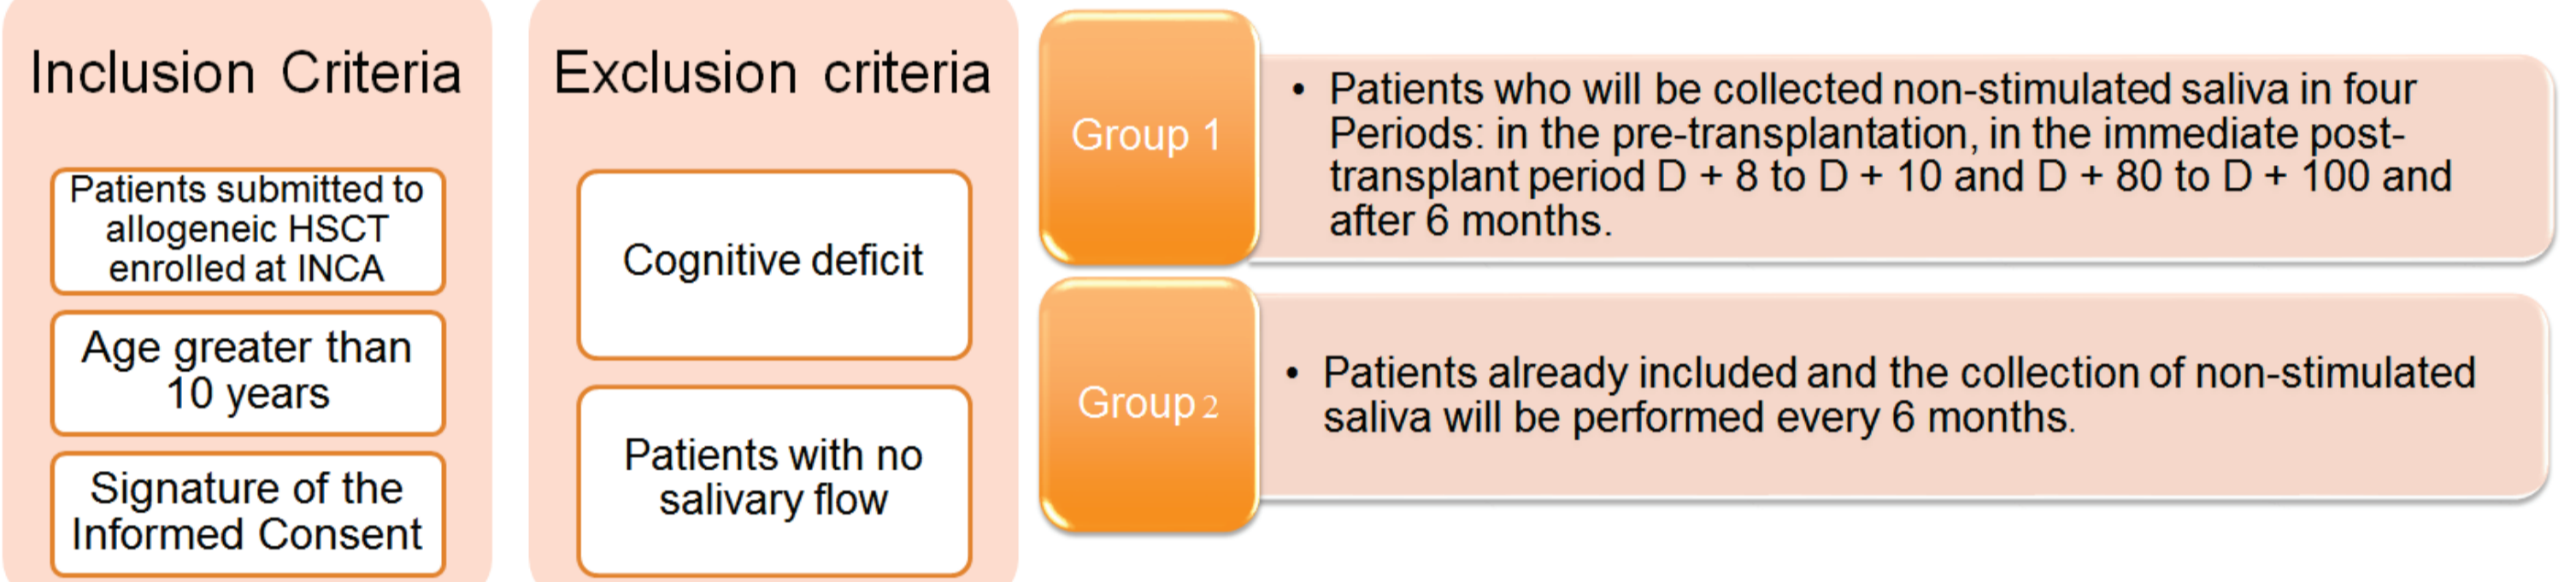 Inclusion Criteria
Patients submitted to
allogeneic HSCT
enrolled at INCA
Age greater than
10 years
Signature of the
Informed Consent
Exclusion criteria
Cognitive deficit
Patients with no
salivary flow
Group 1
• Patients who will be collected non-stimulated saliva in four
Periods: in the pre-transplantation, in the immediate post-
transplant period D + 8 to D + 10 and D + 80 to D + 100 and
after 6 months.
Group 2
• Patients already included and the collection of non-stimulated
saliva will be performed every 6 months.